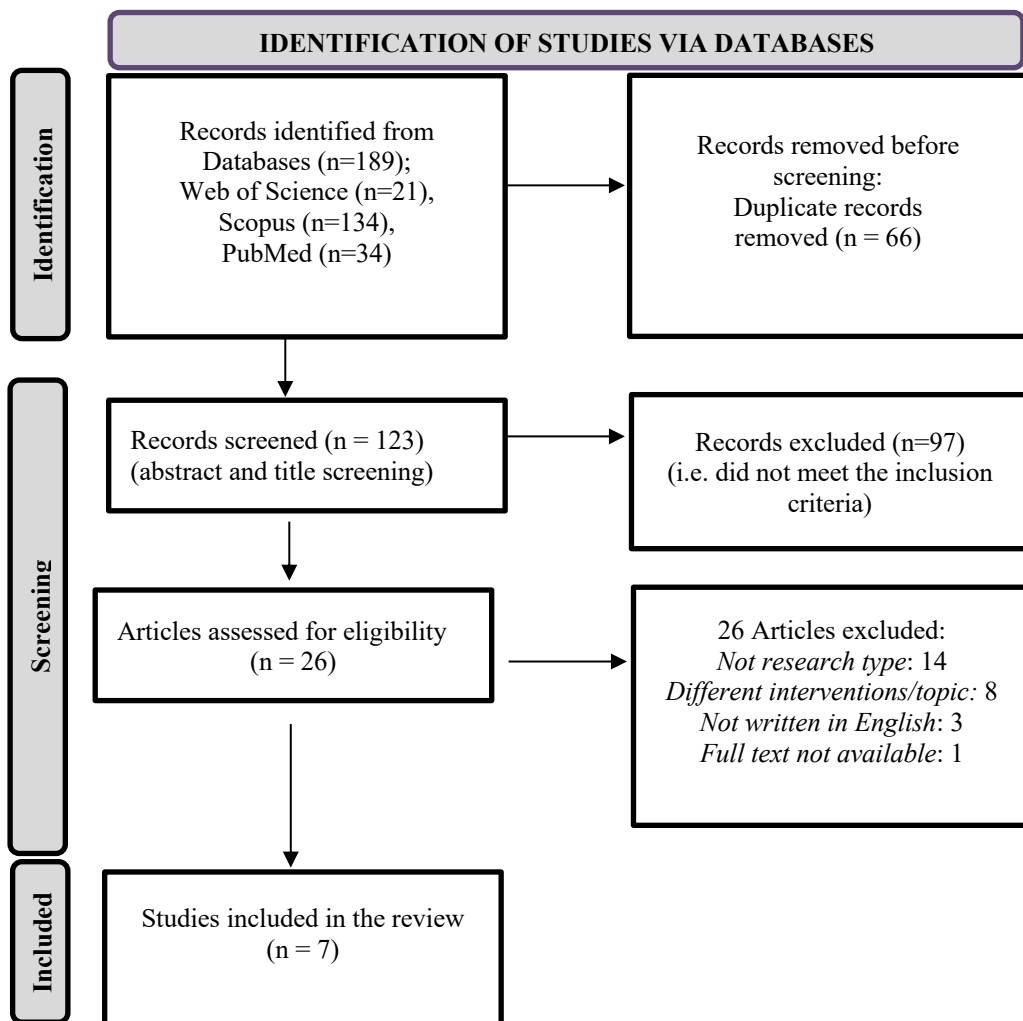 IDENTIFICATION OF STUDIES VIA DATABASES
Identification
Records identified from
Databases (n=189);
Web of Science (n=21),
Scopus (n=134),
PubMed (n=34)
Records removed before
screening:
Duplicate records
removed (n = 66)
Screening
Records screened (n = 123)
(abstract and title screening)
Records excluded (n=97)
(i.e. did not meet the inclusion
criteria)
Articles assessed for eligibility
(n = 26)
26 Articles excluded:
Not research type: 14
Different interventions/topic: 8
Not written in English: 3
Full text not available: 1
Included
Studies included in the review
(n = 7)